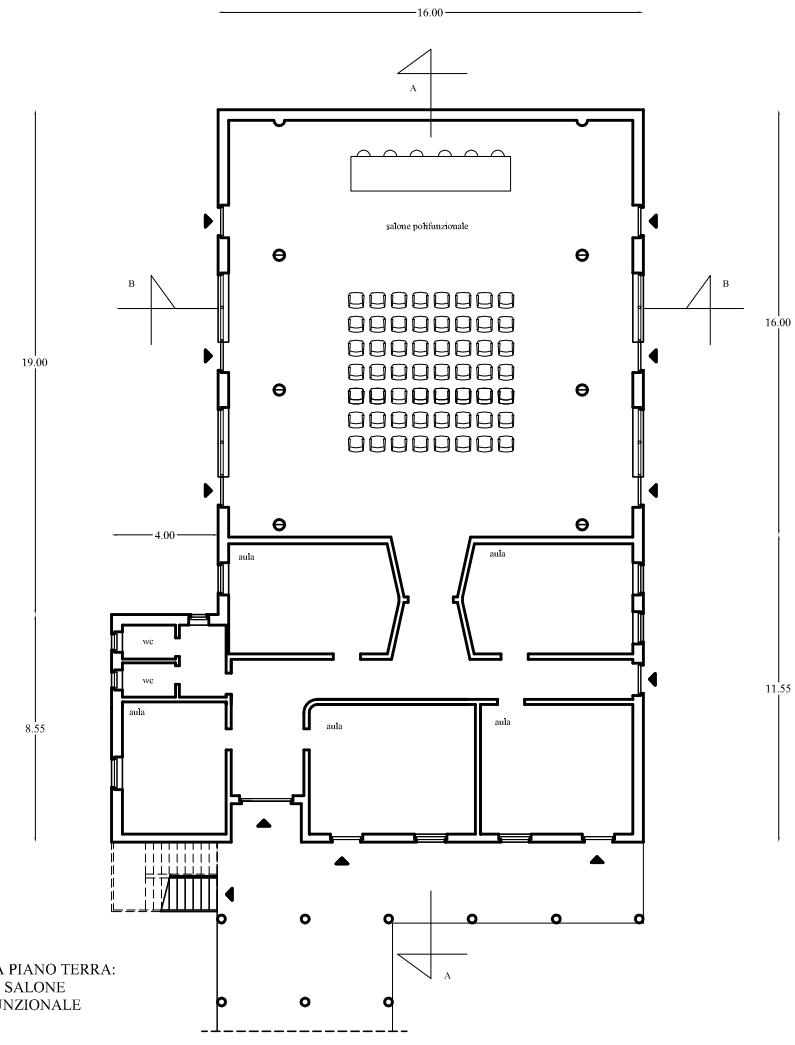 16.00
A
salone polifunzionale
B
B
16.00
19.00
4.00
aula
aula
wc
wc
11.55
aula
aula
aula
8.55
A PIANO TERRA:
SALONE
A